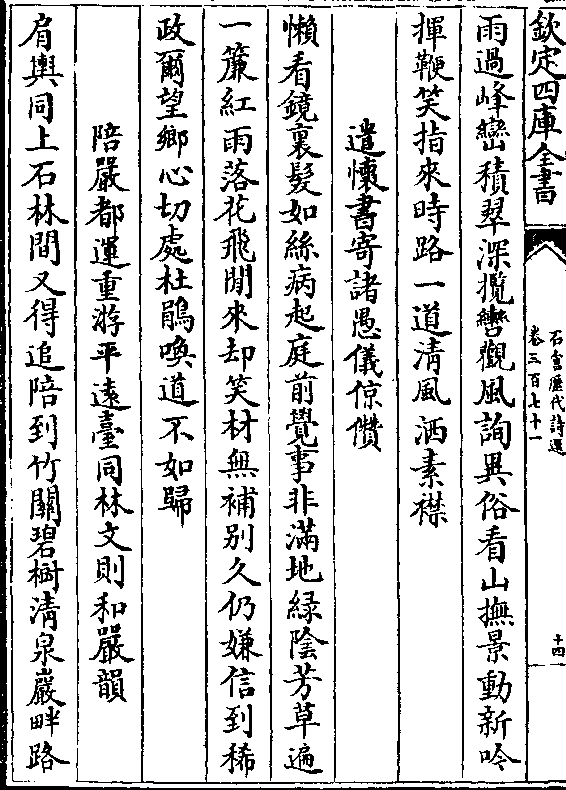 欽定四庫全書
石倉歷代詩選
卷三百七十一
十四
雨過峰巒積翠深攬轡觀風詢異俗看山撫景動新吟
揮鞭笑指來時路一道清風洒素襟
遣懷書寄諸愚儀倞儹
懶看鏡裏髮如絲病起庭前覺事非滿地緑陰芳草遍
一簾紅雨落花飛閒來却笑材無補别久仍嫌信到稀
政爾望鄉心切處杜鵑喚道不如歸
陪嚴都運重游平遠臺同林文則和嚴韻
肩輿同上石林間又得追陪到竹關碧樹清泉巖畔路